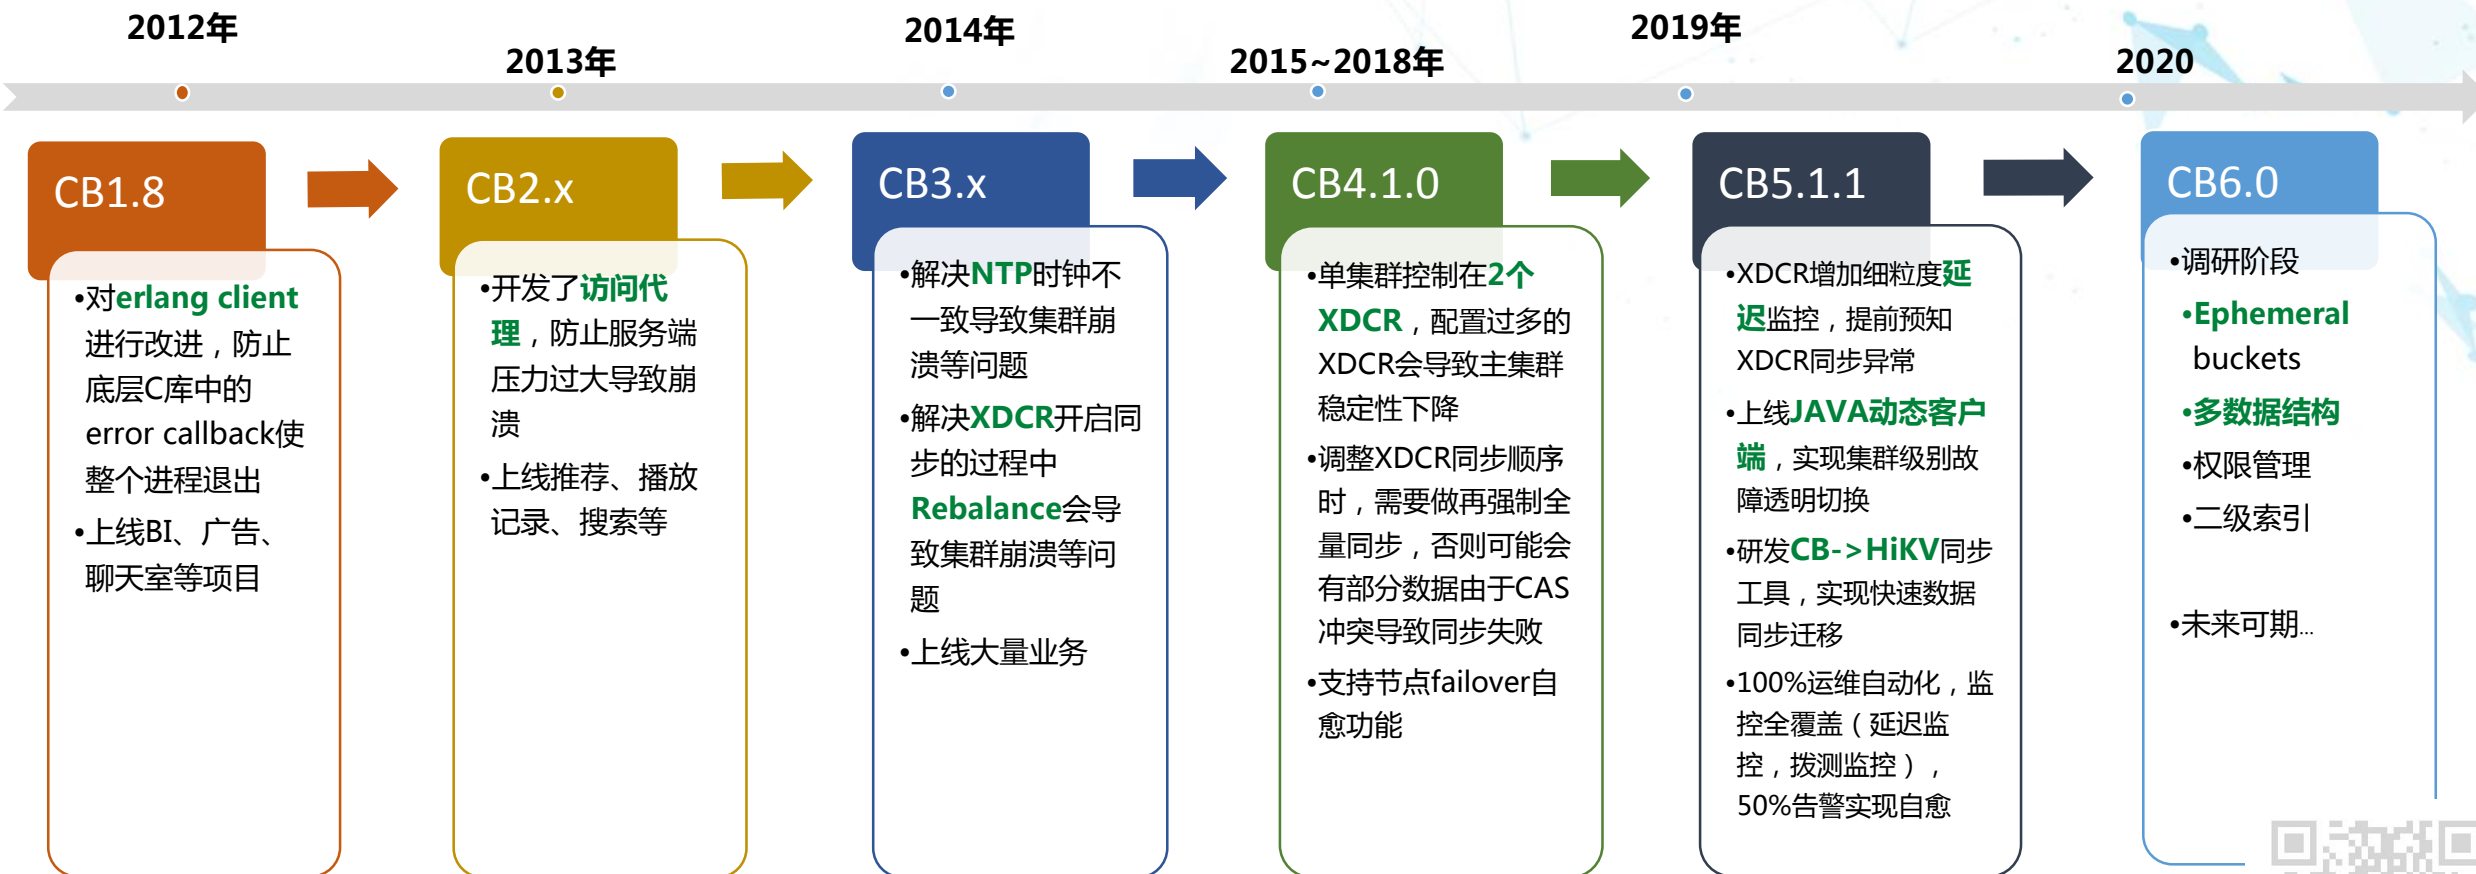 2012年
2013年
2014年
2015~2018年
2019年
2020
CB1.8
•对erlang client
进行改进，防止
底层C库中的
error callback使
整个进程退出
•上线BI、广告、
聊天室等项目
CB2.x
•开发了访问代
理，防止服务端
压力过大导致崩
溃
•上线推荐、播放
记录、搜索等
CB3.x
•解决NTP时钟不
一致导致集群崩
溃等问题
•解决XDCR开启同
步的过程中
Rebalance会导
致集群崩溃等问
题
•上线大量业务
CB4.1.0
•单集群控制在2个
XDCR，配置过多的
XDCR会导致主集群
稳定性下降
•调整XDCR同步顺序
时，需要做再强制全
量同步，否则可能会
有部分数据由于CAS
冲突导致同步失败
•支持节点failover自
愈功能
CB5.1.1
•XDCR增加细粒度延
迟监控，提前预知
XDCR同步异常
•上线JAVA动态客户
端，实现集群级别故
障透明切换
•研发CB->HiKV同步
工具，实现快速数据
同步迁移
•100%运维自动化，监
控全覆盖（延迟监
控，拨测监控），
50%告警实现自愈
CB6.0
•调研阶段
•Ephemeral
buckets
•多数据结构
•权限管理
•二级索引
•未来可期...